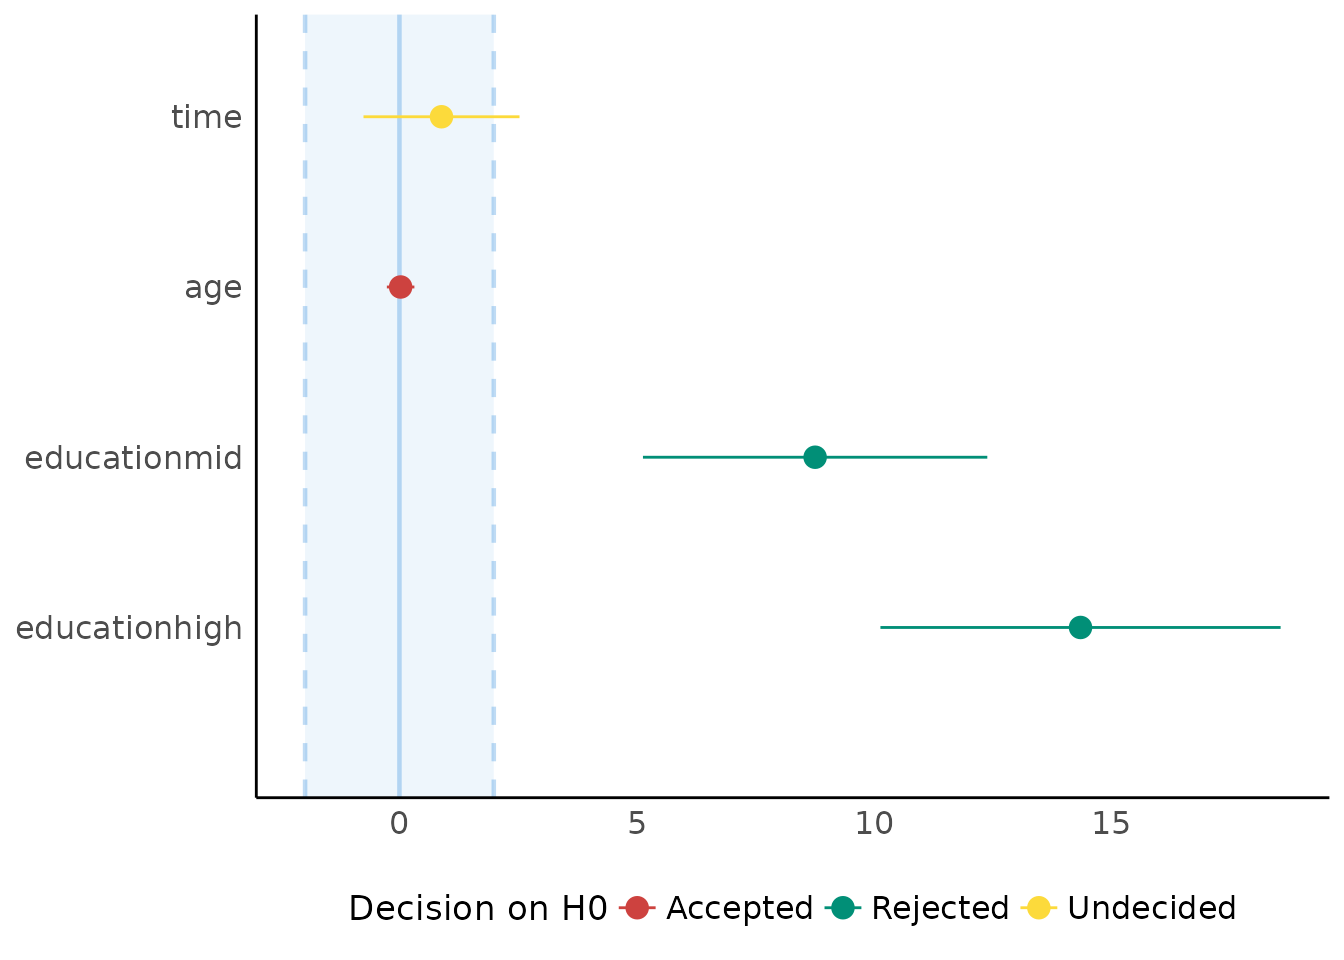 time
age
educationmid
educationhigh
0 5 10 15
Decision on H0 Accepted Rejected Undecided